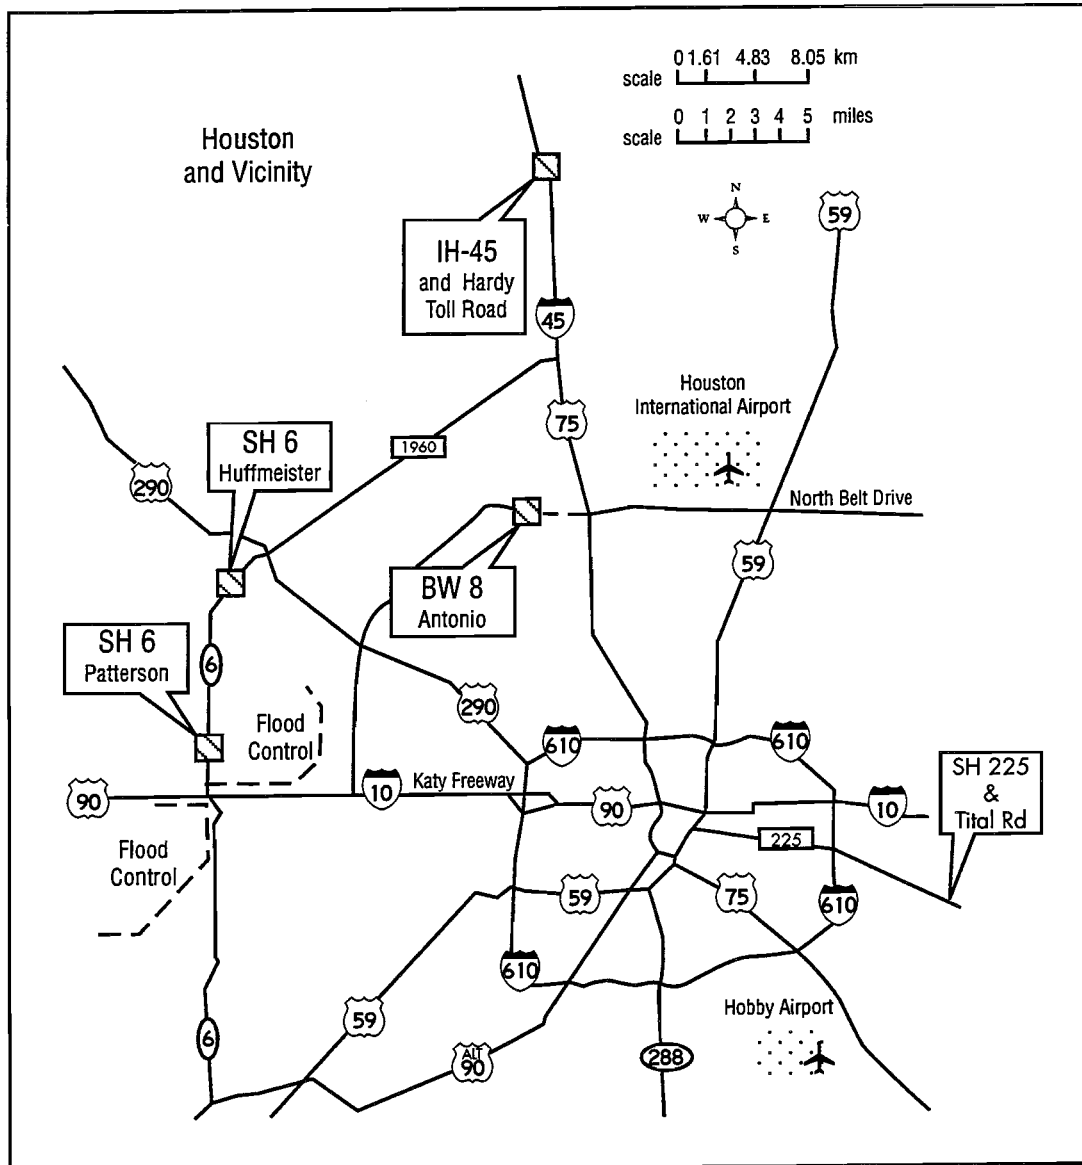 0 1.61 4.83 8.05 km
scale
0 1 2 3 4 5 miles
scale
Houston
and Vicinity
N
W E
S
59
IH-45
and Hardy
Toll Road
45
Houston
International Airport
75
1960
SH 6
Huffmeister
290
North Belt Drive
59
BW 8
Antonio
SH 6
Patterson
6
290
Flood
Control
610
610
Katy Freeway
90
10
90
10
SH 225
&
Tital Rd
225
Flood
Control
59
75
610
610
59
6
Hobby Airport
ALT
90
288